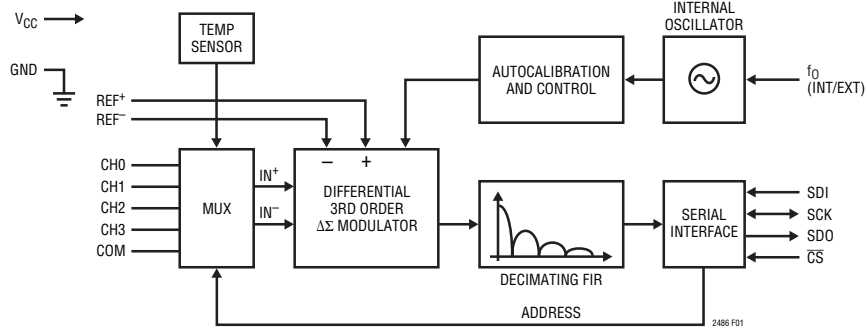 INTERNAL
OSCILLATOR
VCC
TEMP
SENSOR
GND
AUTOCALIBRATION
AND CONTROL
fO
(INT/EXT)
REF+
REF–
– +
CH0
CH1
CH2
CH3
COM
MUX
IN+
IN–
DIFFERENTIAL
3RD ORDER
ΔΣ MODULATOR
DECIMATING FIR
SERIAL
INTERFACE
SDI
SCK
SDO
CS
ADDRESS
2486 F01